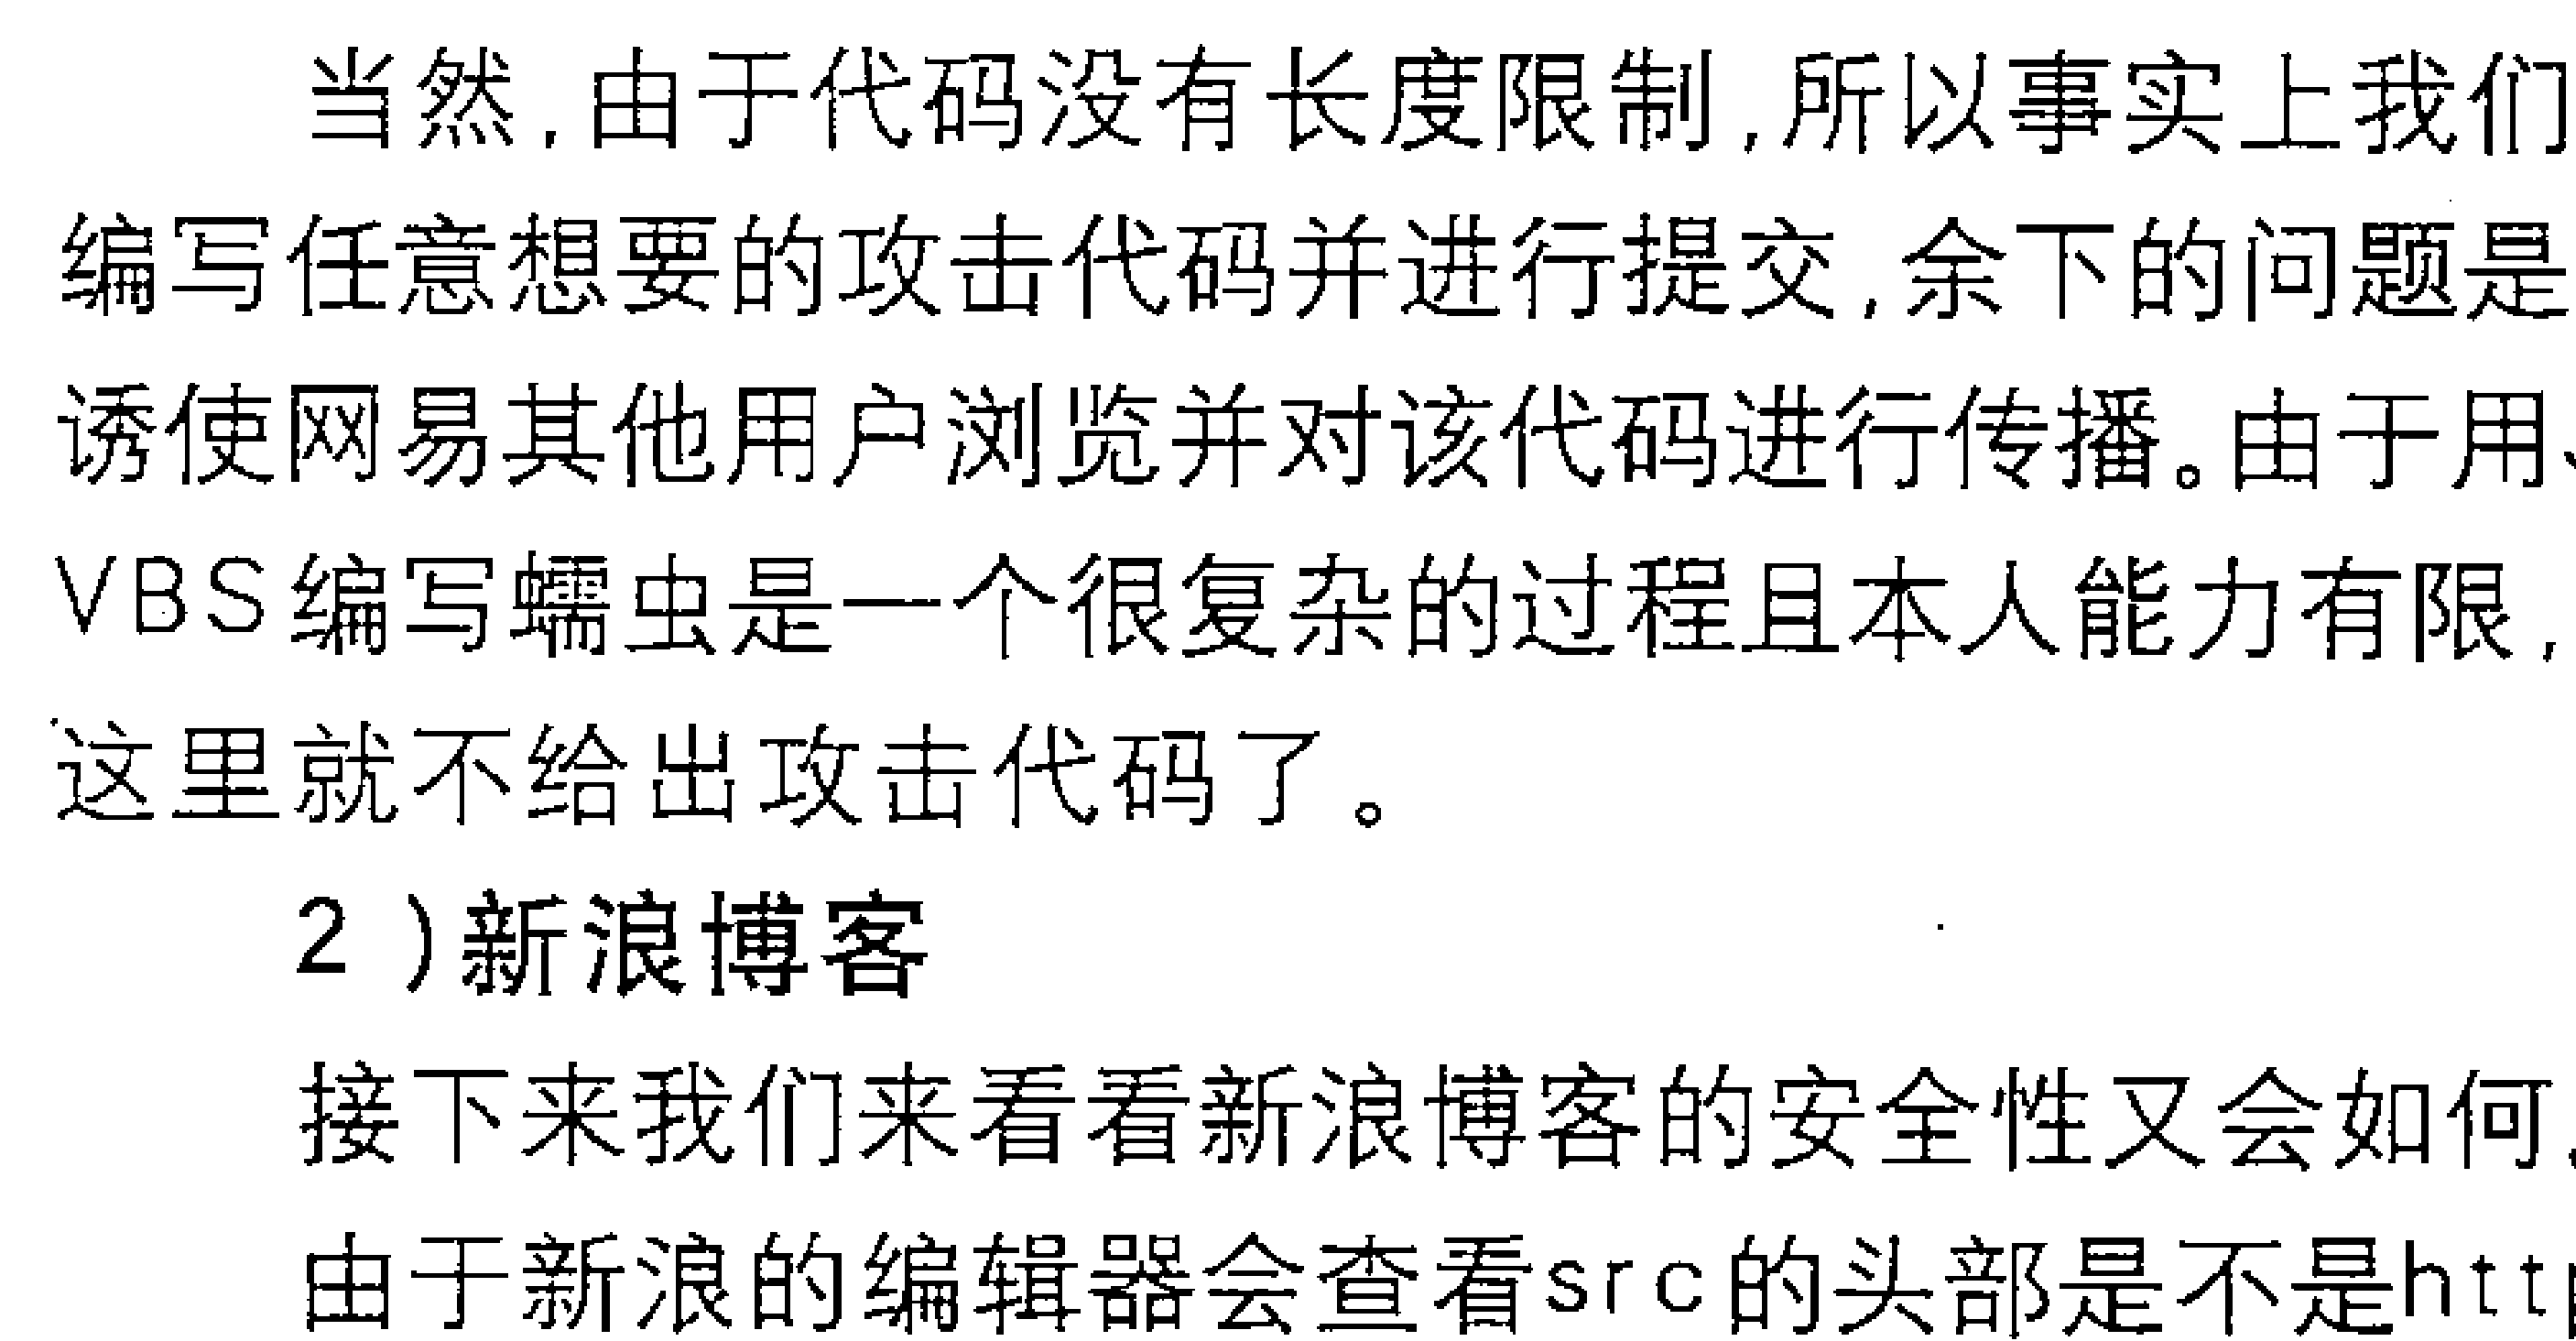 当然,由于代码没有长度限制,所以事实上我们
编写任意想要的攻击代码并进行提交,余下的问题是
诱使网易其他用户浏览并对该代码进行传播。由于用
VBS编写蠕虫是一个很复杂的过程且本人能力有限,
这里就不给出攻击代码了。
2)新浪博客
接下来我们来看看新浪博客的安全性又会如何
由于新浪的编辑器会查看src的头部是不是http